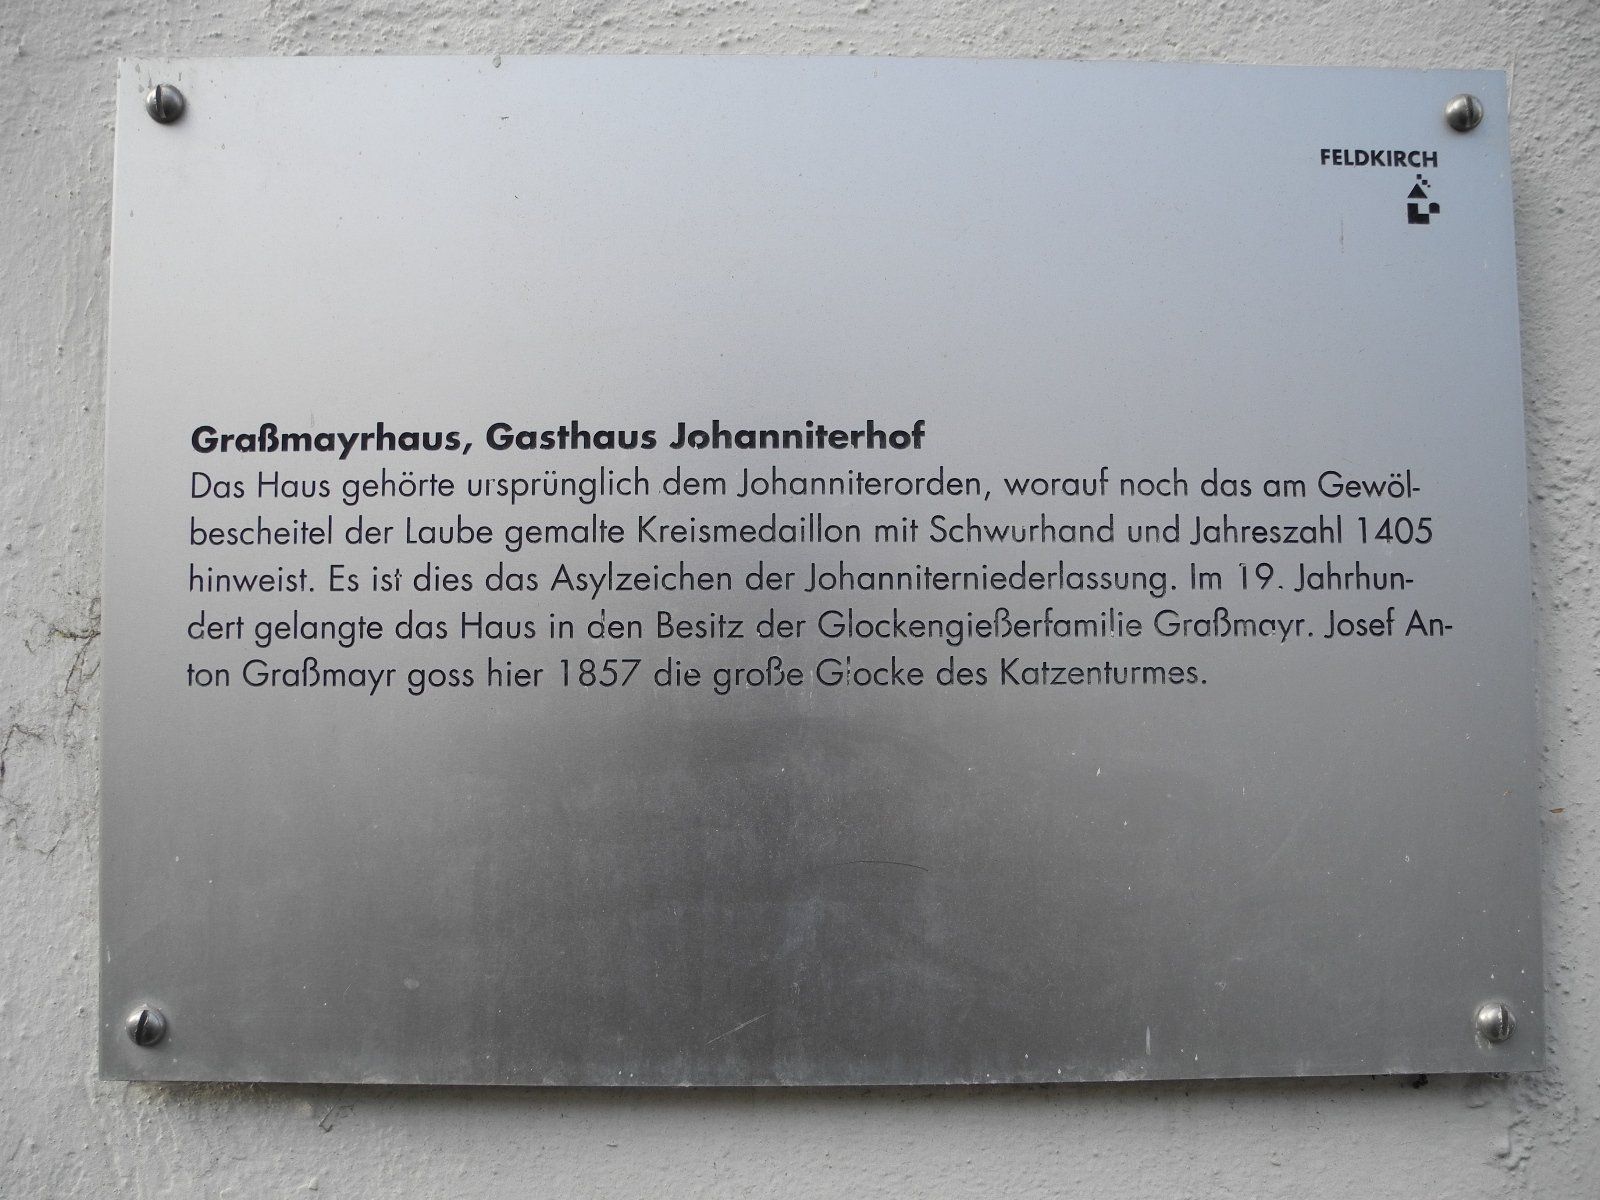 FELDKIRCH
Graßmayrhaus, Gasthaus Johanniterhof
Das Haus gehörte ursprünglich dem Johanniterorden, worauf noch das am Gewöl-
bescheitel der Laube gemalte Kreismedaillon mit Schwurhand und Jahreszahl 1405
hinweist. Es ist dies das Asylzeichen der Johanniterniederlassung. Im 19. Jahrhun-
dert gelangte das Haus in den Besitz der Glockengießerfamilie Graßmayr. Josef An-
ton Graßmayr goss hier 1857 die große Glocke des Katzenturmes.